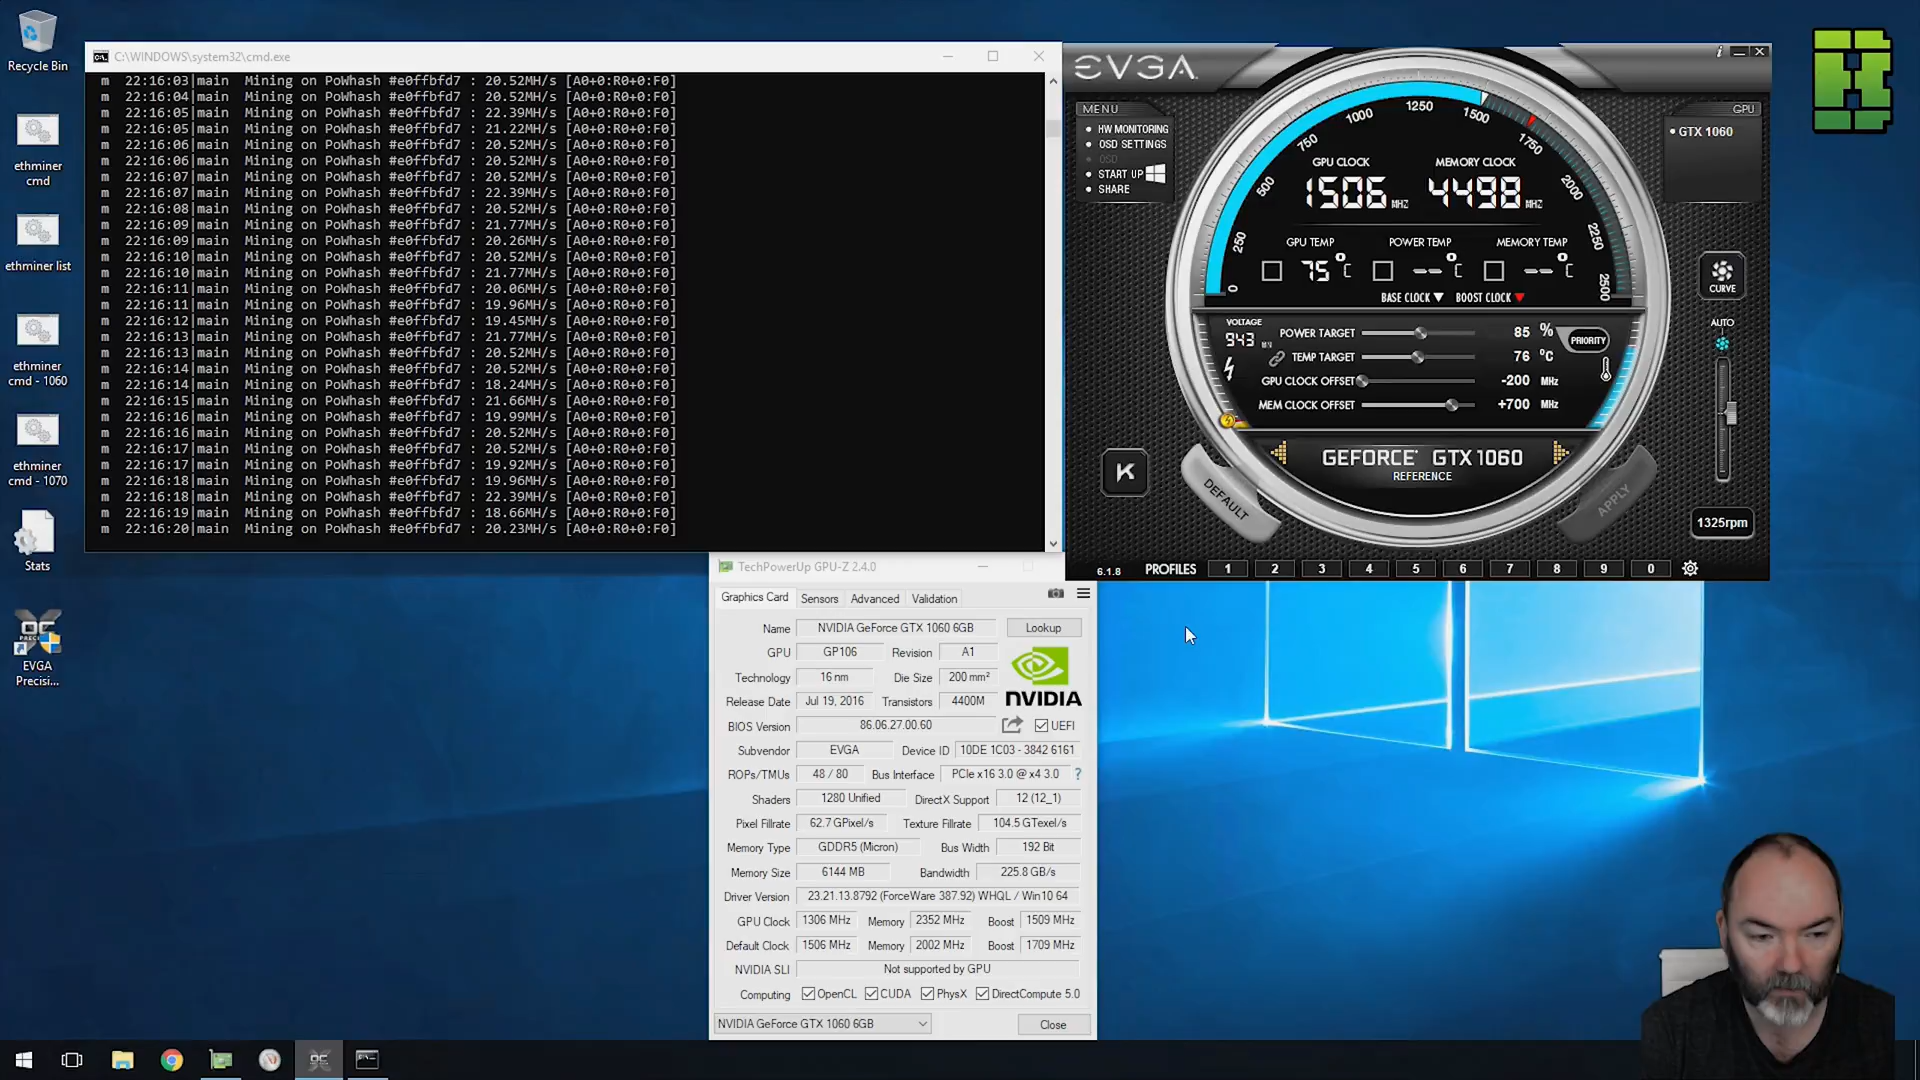 Recycle Bin
ethminer
cmd
ethminer list
ethminer
cmd - 1060
ethminer
cmd - 1070
Stats
EVGA
Precisi...
C:\WINDOWS\system32\cmd.exe
m 22:16:03|main Mining on PoWhash #e0ffbfd7 : 20.52MH/s [A0+0:R0+0:F0]
m 22:16:04|main Mining on PoWhash #e0ffbfd7 : 20.52MH/s [A0+0:R0+0:F0]
m 22:16:05|main Mining on PoWhash #e0ffbfd7 : 22.39MH/s [A0+0:R0+0:F0]
m 22:16:05|main Mining on PoWhash #e0ffbfd7 : 21.22MH/s [A0+0:R0+0:F0]
m 22:16:06|main Mining on PoWhash #e0ffbfd7 : 20.52MH/s [A0+0:R0+0:F0]
m 22:16:06|main Mining on PoWhash #e0ffbfd7 : 20.52MH/s [A0+0:R0+0:F0]
m 22:16:07|main Mining on PoWhash #e0ffbfd7 : 20.52MH/s [A0+0:R0+0:F0]
m 22:16:07|main Mining on PoWhash #e0ffbfd7 : 22.39MH/s [A0+0:R0+0:F0]
m 22:16:08|main Mining on PoWhash #e0ffbfd7 : 20.52MH/s [A0+0:R0+0:F0]
m 22:16:09|main Mining on PoWhash #e0ffbfd7 : 21.77MH/s [A0+0:R0+0:F0]
m 22:16:09|main Mining on PoWhash #e0ffbfd7 : 20.26MH/s [A0+0:R0+0:F0]
m 22:16:10|main Mining on PoWhash #e0ffbfd7 : 20.52MH/s [A0+0:R0+0:F0]
m 22:16:10|main Mining on PoWhash #e0ffbfd7 : 21.77MH/s [A0+0:R0+0:F0]
m 22:16:11|main Mining on PoWhash #e0ffbfd7 : 20.06MH/s [A0+0:R0+0:F0]
m 22:16:11|main Mining on PoWhash #e0ffbfd7 : 19.96MH/s [A0+0:R0+0:F0]
m 22:16:12|main Mining on PoWhash #e0ffbfd7 : 19.45MH/s [A0+0:R0+0:F0]
m 22:16:13|main Mining on PoWhash #e0ffbfd7 : 21.77MH/s [A0+0:R0+0:F0]
m 22:16:13|main Mining on PoWhash #e0ffbfd7 : 20.52MH/s [A0+0:R0+0:F0]
m 22:16:14|main Mining on PoWhash #e0ffbfd7 : 20.52MH/s [A0+0:R0+0:F0]
m 22:16:14|main Mining on PoWhash #e0ffbfd7 : 18.24MH/s [A0+0:R0+0:F0]
m 22:16:15|main Mining on PoWhash #e0ffbfd7 : 21.66MH/s [A0+0:R0+0:F0]
m 22:16:16|main Mining on PoWhash #e0ffbfd7 : 19.99MH/s [A0+0:R0+0:F0]
m 22:16:16|main Mining on PoWhash #e0ffbfd7 : 20.52MH/s [A0+0:R0+0:F0]
m 22:16:17|main Mining on PoWhash #e0ffbfd7 : 20.52MH/s [A0+0:R0+0:F0]
m 22:16:17|main Mining on PoWhash #e0ffbfd7 : 19.92MH/s [A0+0:R0+0:F0]
m 22:16:18|main Mining on PoWhash #e0ffbfd7 : 19.96MH/s [A0+0:R0+0:F0]
m 22:16:18|main Mining on PoWhash #e0ffbfd7 : 22.39MH/s [A0+0:R0+0:F0]
m 22:16:19|main Mining on PoWhash #e0ffbfd7 : 18.66MH/s [A0+0:R0+0:F0]
m 22:16:20|main Mining on PoWhash #e0ffbfd7 : 20.23MH/s [A0+0:R0+0:F0]
EVGA
MENU
HW MONITORING
OSD SETTINGS
OSD
START UP
SHARE
GPU
GTX 1060
0 250 500 750 1000 1250 1500 1750 2000 2250 2500
GPU CLOCK MEMORY CLOCK
1506 MHZ 4498 MHZ
GPU TEMP POWER TEMP MEMORY TEMP
75°C --°C --°C
BASE CLOCK BOOST CLOCK
CURVE
AUTO
VOLTAGE
943
POWER TARGET 85 %
PRIORITY
TEMP TARGET 76 °C
GPU CLOCK OFFSET -200 MHz
MEM CLOCK OFFSET +700 MHz
GEFORCE GTX 1060
REFERENCE
K
DEFAULT
APPLY
1325rpm
6.1.8 PROFILES 1 2 3 4 5 6 7 8 9 0
TechPowerUp GPU-Z 2.4.0
Graphics Card Sensors Advanced Validation
Name NVIDIA GeForce GTX 1060 6GB Lookup
GPU GP106 Revision A1
Technology 16 nm Die Size 200 mm²
Release Date Jul 19, 2016 Transistors 4400M
NVIDIA
BIOS Version 86.06.27.00.60 UEFI
Subvendor EVGA Device ID 10DE 1C03 - 3842 6161
ROPs/TMUs 48 / 80 Bus Interface PCIe x16 3.0 @ x4 3.0 ?
Shaders 1280 Unified DirectX Support 12 (12_1)
Pixel Fillrate 62.7 GPixel/s Texture Fillrate 104.5 GTexel/s
Memory Type GDDR5 (Micron) Bus Width 192 Bit
Memory Size 6144 MB Bandwidth 225.8 GB/s
Driver Version 23.21.13.8792 (ForceWare 387.92) WHQL / Win10 64
GPU Clock 1306 MHz Memory 2352 MHz Boost 1509 MHz
Default Clock 1506 MHz Memory 2002 MHz Boost 1709 MHz
NVIDIA SLI Not supported by GPU
Computing OpenCL CUDA PhysX DirectCompute 5.0
NVIDIA GeForce GTX 1060 6GB Close